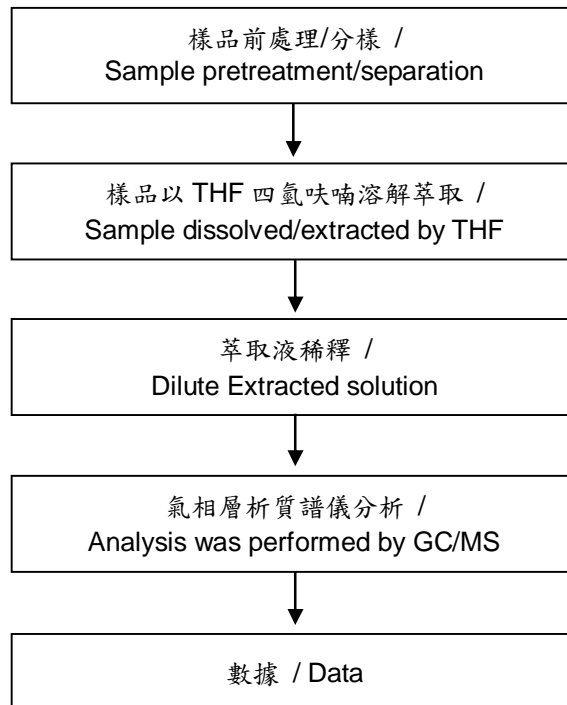 樣品前處理/分樣 /
Sample pretreatment/separation
樣品以 THF 四氫呋喃溶解萃取 /
Sample dissolved/extracted by THF
萃取液稀釋 /
Dilute Extracted solution
氣相層析質譜儀分析 /
Analysis was performed by GC/MS
數據 / Data